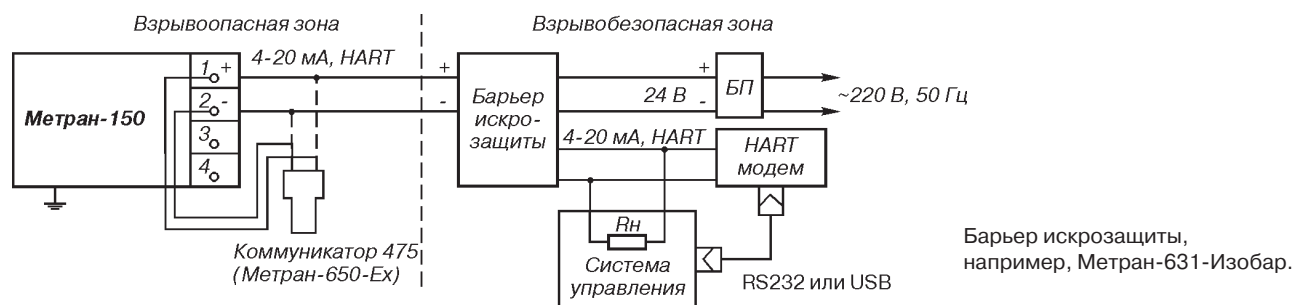 Взрывоопасная зона
Взрывобезопасная зона
Метран-150
1 +
2 -
3
4
4-20 мА, HART
+
-
Барьер
искро-
защиты
+
24 В -
БП
~220 В, 50 Гц
4-20 мА, HART
HART
модем
Rн
Система
управления
RS232 или USB
Коммуникатор 475
(Метран-650-Ех)
Барьер искрозащиты,
например, Метран-631-Изобар.